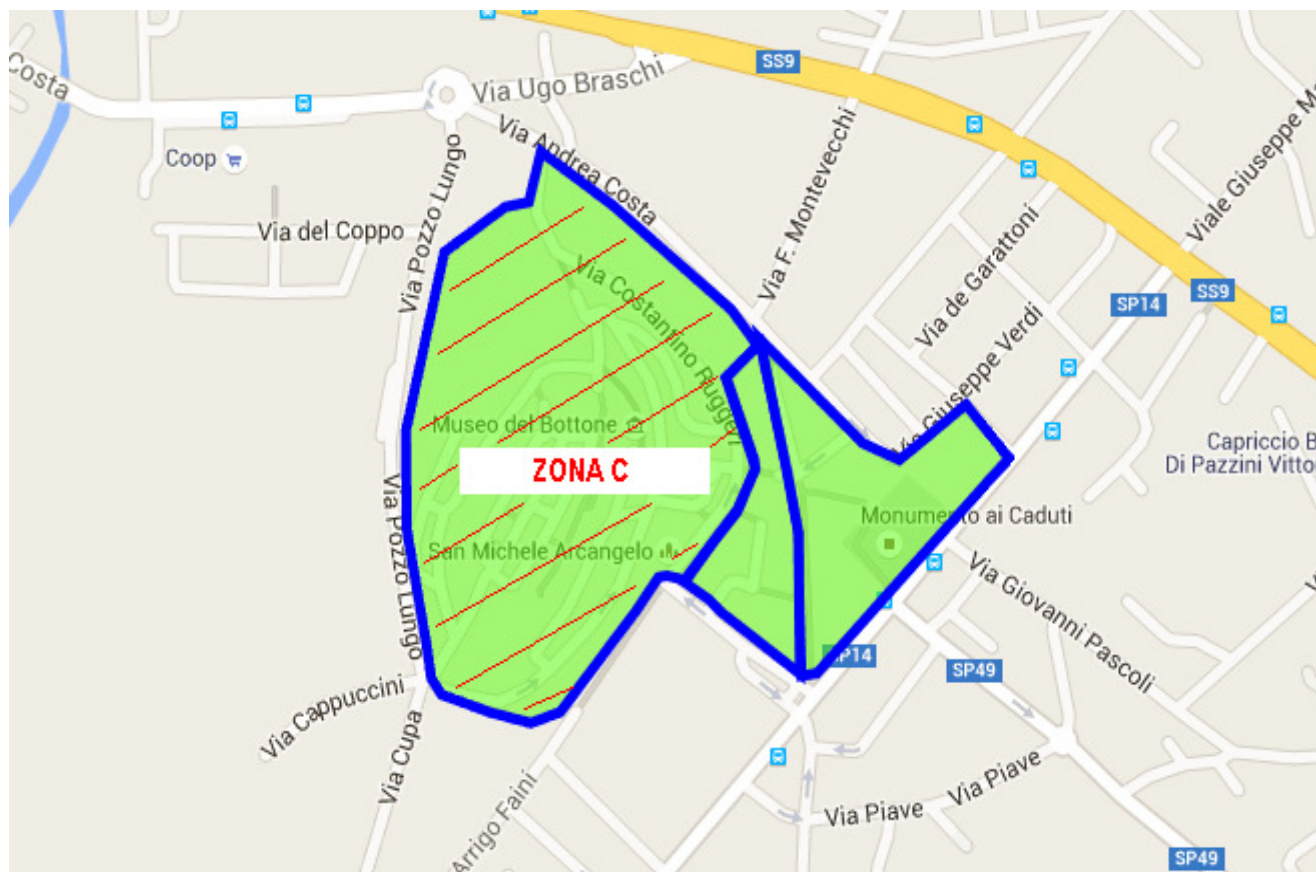 Costa
Via Ugo Braschi
SS9
Via Andrea Costa
Coop
Via Pozzo Lungo
Via del Coppo
Via F. Montevecchi
Via de Garattoni
Via Giuseppe Verdi
Viale Giuseppe
SP14
SS9
Via Costantino Ruggeri
Museo del Bottone
ZONA C
Capriccio B
Di Pazzini Vitto
Via Pozzo Lungo
San Michele Arcangelo
Monumento ai Caduti
Via Giovanni Pascoli
SP14
SP49
Via Cappuccini
Via Cupa
Arrigo Faini
Via Piave
Via Piave
SP49